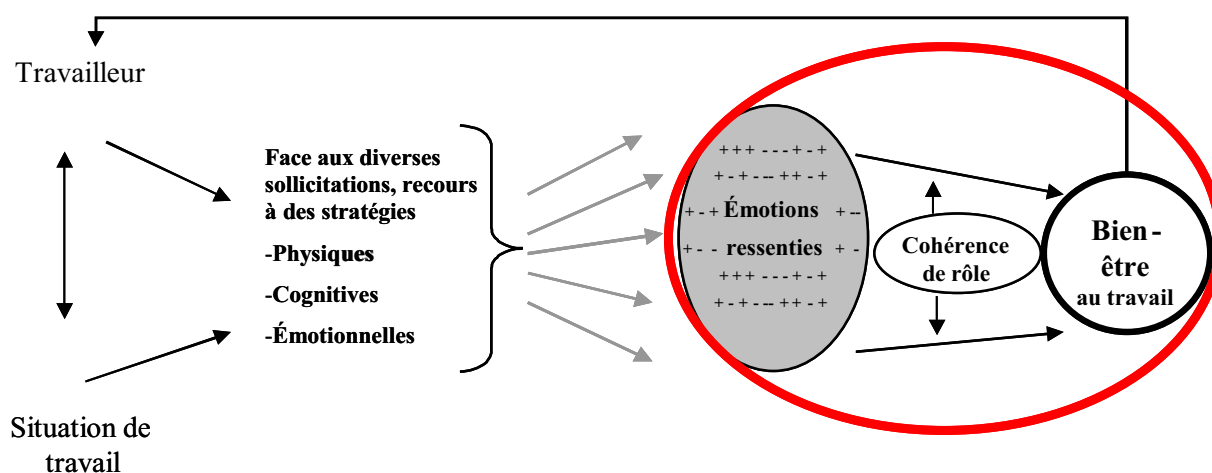 Travailleur
Face aux diverses
sollicitations, recours
à des stratégies
-Physiques
-Cognitives
-Émotionnelles
Situation de
travail
+++ - - - + - +
+ - + - -- ++ - +
+ - + Émotions + --
+ - - ressenties + -
+++ - - - + - +
+ - + - -- ++ - +
Cohérence
de rôle
Bien -
être
au travail